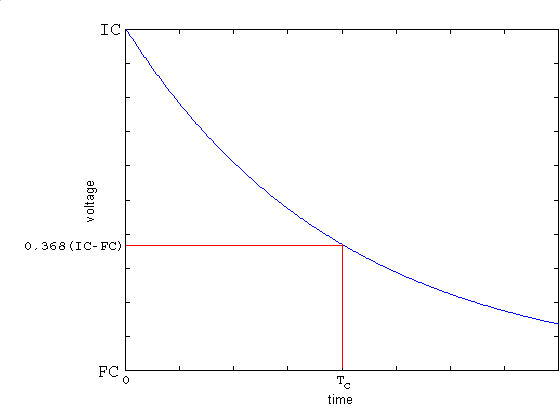 IC
voltage
0.368(IC-FC)
FC
0
TC
time